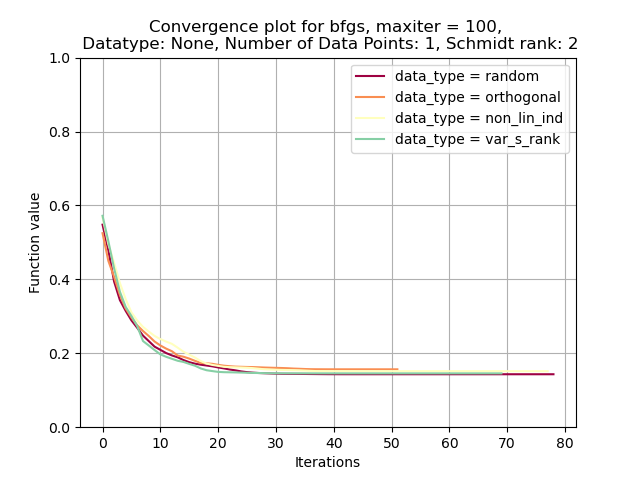 Convergence plot for bfgs, maxiter = 100,
Datatype: None, Number of Data Points: 1, Schmidt rank: 2
1.0
0.8
0.6
0.4
0.2
0.0
Function value
data_type = random
data_type = orthogonal
data_type = non_lin_ind
data_type = var_s_rank
0 10 20 30 40 50 60 70 80
Iterations